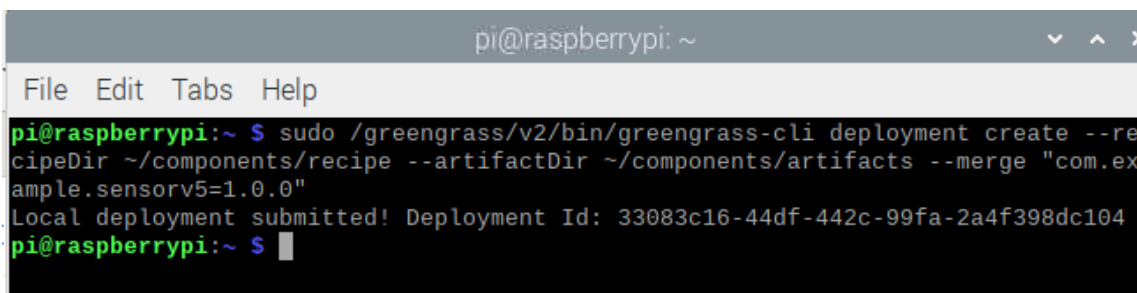 pi@raspberrypi: ~
File Edit Tabs Help
pi@raspberrypi:~ $ sudo /greengrass/v2/bin/greengrass-cli deployment create --re
cipeDir ~/components/recipe --artifactDir ~/components/artifacts --merge "com.ex
ample.sensorv5=1.0.0"
Local deployment submitted! Deployment Id: 33083c16-44df-442c-99fa-2a4f398dc104
pi@raspberrypi:~ $